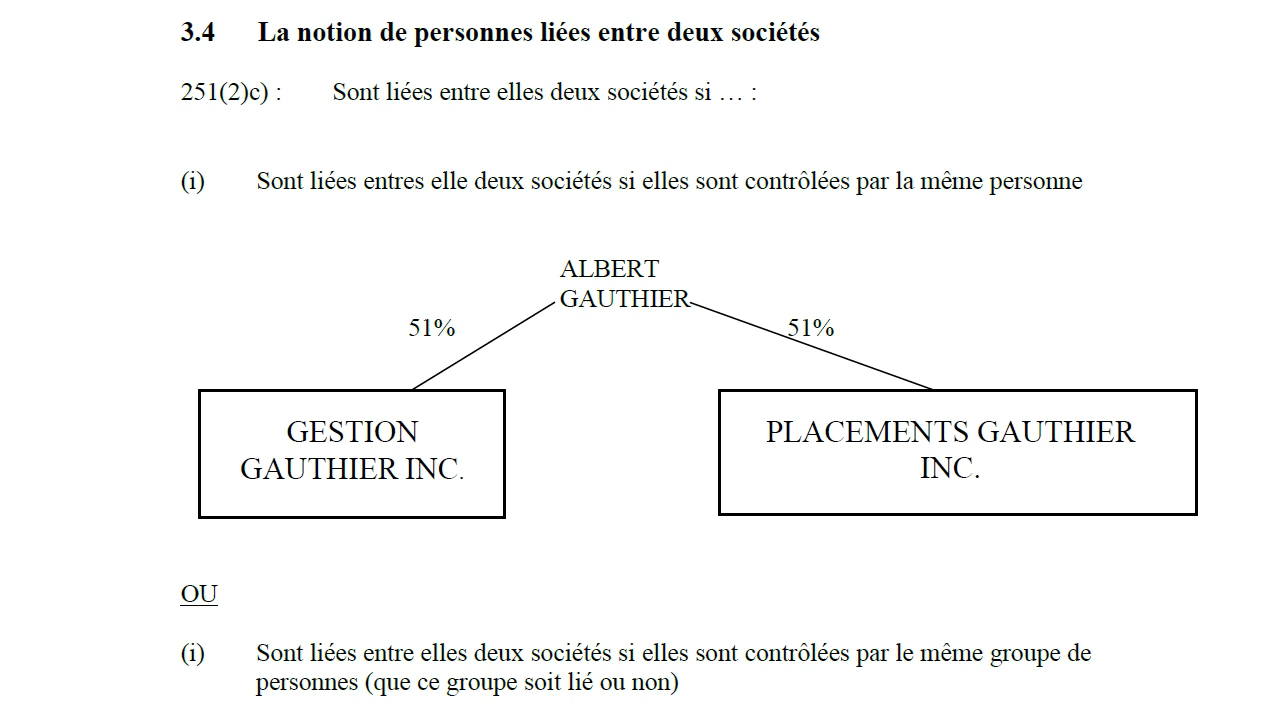 3.4 La notion de personnes liées entre deux sociétés
251(2)c) : Sont liées entre elles deux sociétés si … :
(i) Sont liées entres elle deux sociétés si elles sont contrôlées par la même personne
ALBERT
GAUTHIER
51% 51%
GESTION
GAUTHIER INC.
PLACEMENTS GAUTHIER
INC.
OU
(i) Sont liées entre elles deux sociétés si elles sont contrôlées par le même groupe de
personnes (que ce groupe soit lié ou non)